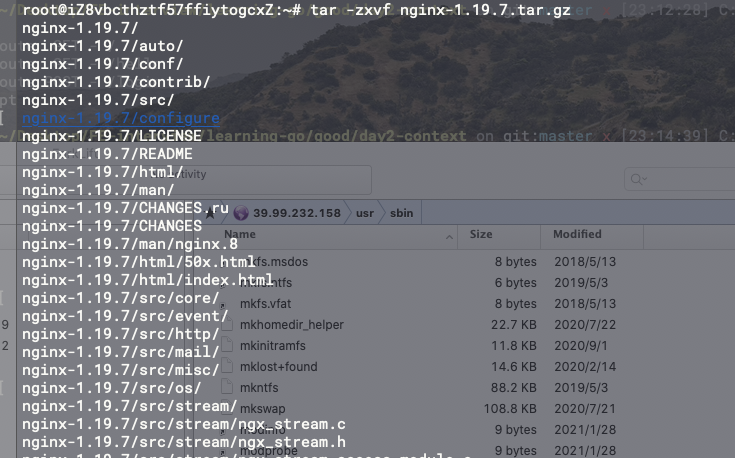 root@iZ8vbcthztf57ffiytogcxZ:~# tar -zxvf nginx-1.19.7.tar.gz
nginx-1.19.7/
nginx-1.19.7/auto/
nginx-1.19.7/conf/
nginx-1.19.7/contrib/
nginx-1.19.7/src/
nginx-1.19.7/configure
nginx-1.19.7/LICENSE
nginx-1.19.7/README
nginx-1.19.7/html/
nginx-1.19.7/man/
nginx-1.19.7/CHANGES.ru
nginx-1.19.7/CHANGES
nginx-1.19.7/man/nginx.8
nginx-1.19.7/html/50x.html
nginx-1.19.7/html/index.html
nginx-1.19.7/src/core/
nginx-1.19.7/src/event/
nginx-1.19.7/src/http/
nginx-1.19.7/src/mail/
nginx-1.19.7/src/misc/
nginx-1.19.7/src/os/
nginx-1.19.7/src/stream/
nginx-1.19.7/src/stream/ngx_stream.c
nginx-1.19.7/src/stream/ngx_stream.h
[23:12:28]
learning-go/good/day2-context on git:master x [23:14:39]
39.99.232.158 usr sbin
Name Size Modified
mkfs.msdos 8 bytes 2018/5/13
6 bytes 2019/5/3
mkfs.vfat 8 bytes 2018/5/13
mkhomedir_helper 22.7 KB 2020/7/22
mkinitramfs 11.8 KB 2020/9/1
mklost+found 14.6 KB 2020/2/14
mkntfs 88.2 KB 2019/5/3
mkswap 108.8 KB 2020/7/21
9 bytes 2021/1/28
modprobe 9 bytes 2021/1/28